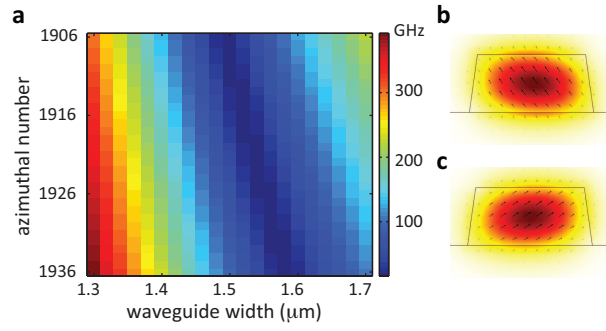 a
GHz
b
1906
1916
1926
1936
azimuthal number
300
200
100
c
1.3 1.4 1.5 1.6 1.7
waveguide width (μm)